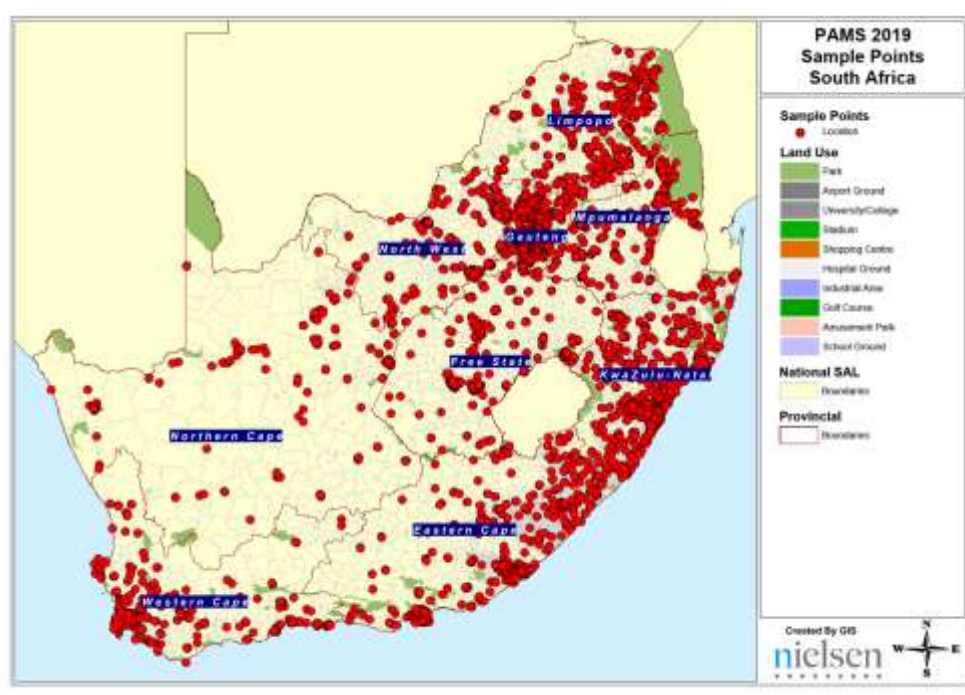 PAMS 2019
Sample Points
South Africa
Sample Points
Location
Land Use
Park
Airport Ground
University/College
Stadium
Shopping Centre
Hospital Ground
Industrial Area
Golf Course
Amusement Park
School Ground
National SAL
Boundaries
Provincial
Boundaries
Limpopo
Mpumalanga
Gauteng
North West
Free State
KwaZulu-Natal
Northern Cape
Eastern Cape
Western Cape
Created By GIS
nielsen
N
W E
S